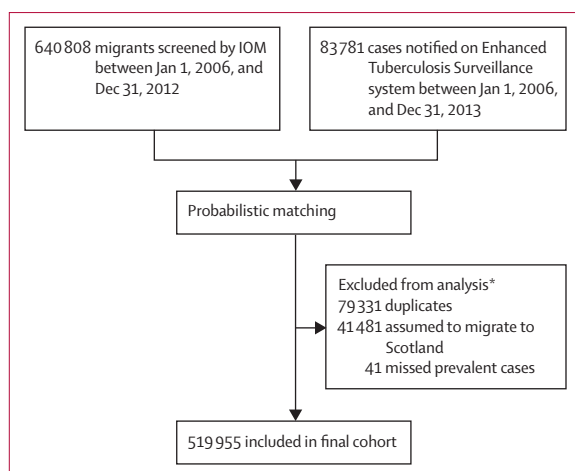 640 808 migrants screened by IOM
between Jan 1, 2006, and
Dec 31, 2012
83 781 cases notified on Enhanced
Tuberculosis Surveillance
system between Jan 1, 2006,
and Dec 31, 2013
Probabilistic matching
Excluded from analysis*
79 331 duplicates
41 481 assumed to migrate to
Scotland
41 missed prevalent cases
519 955 included in final cohort